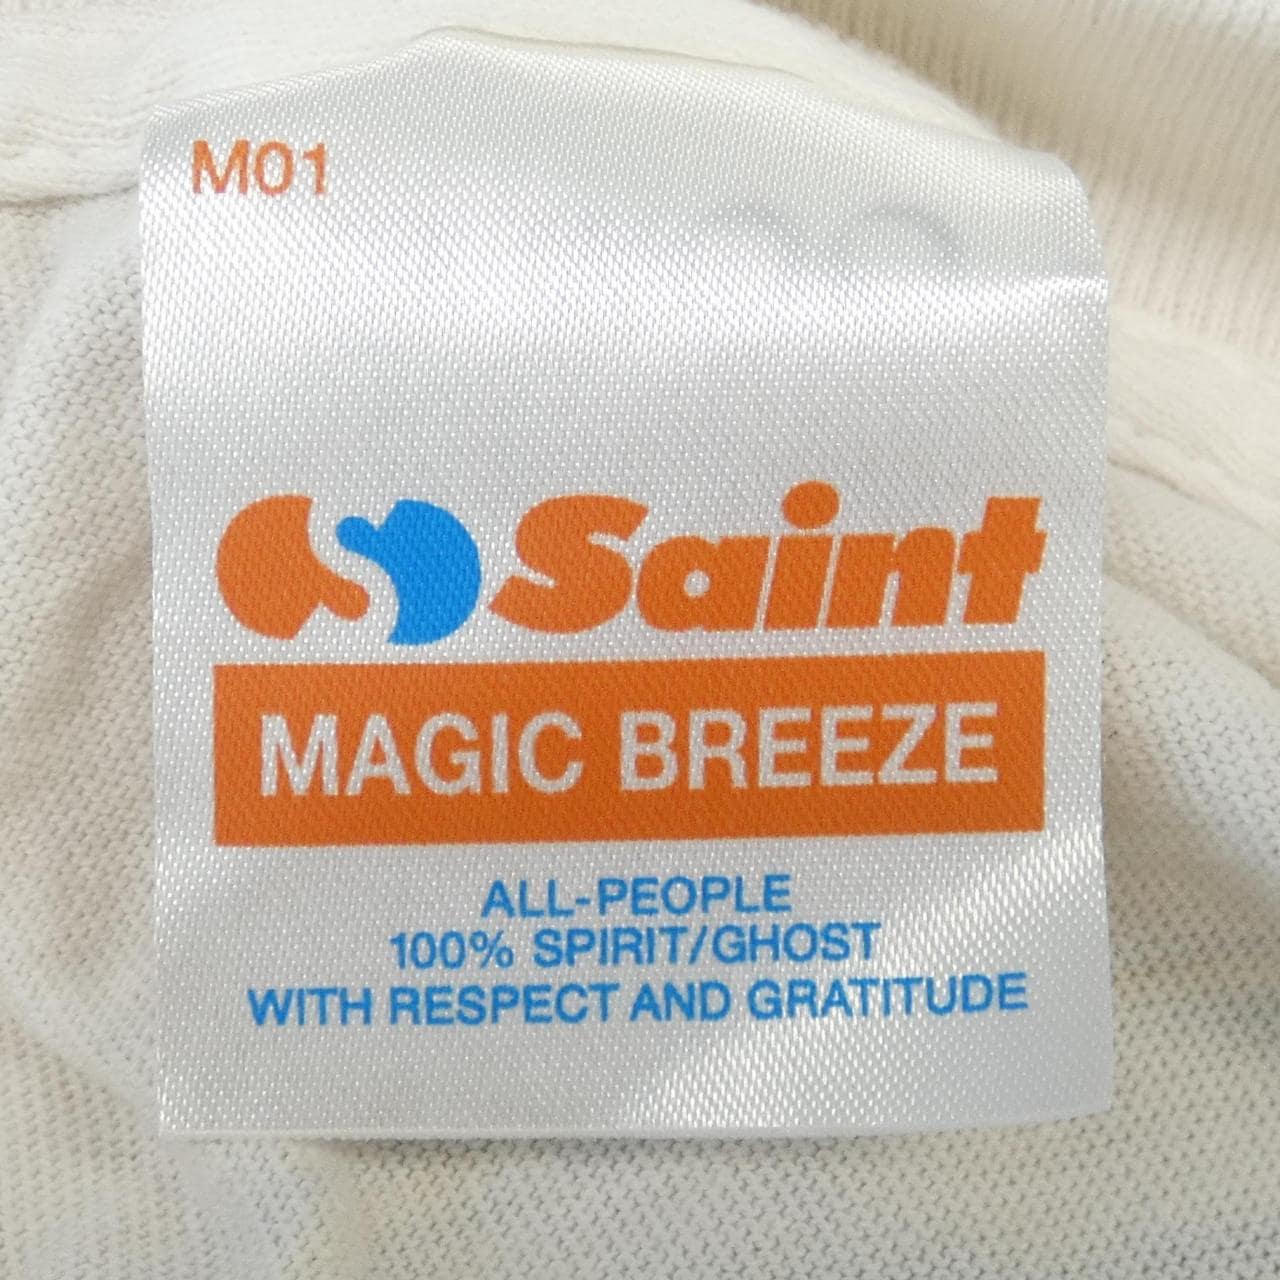 M01
Saint
MAGIC BREEZE
ALL-PEOPLE
100% SPIRIT/GHOST
WITH RESPECT AND GRATITUDE